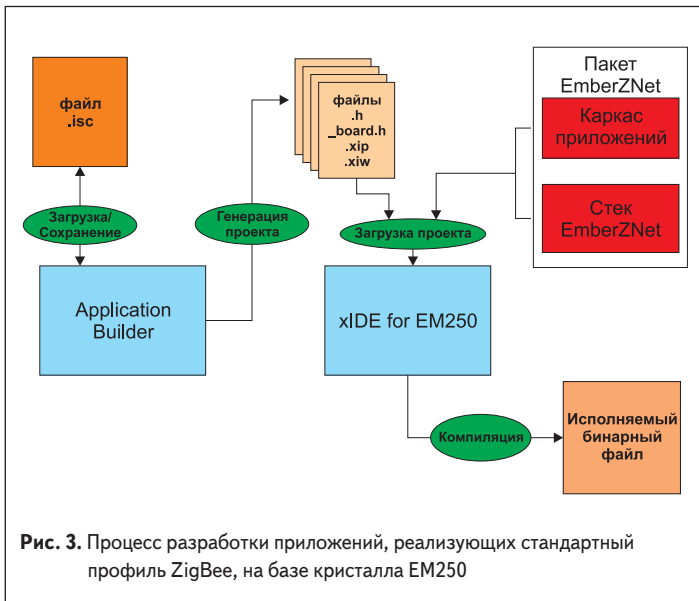 файл
.isc
файлы
.h
_board.h
.xip
.xiw
Пакет
EmberZNet
Каркас
приложений
Стек
EmberZNet
Загрузка/
Сохранение
Генерация
проекта
Загрузка проекта
Application
Builder
xIDE for EM250
Компиляция
Исполняемый
бинарный
файл
Рис. 3. Процесс разработки приложений, реализующих стандартный
профиль ZigBee, на базе кристалла EM250